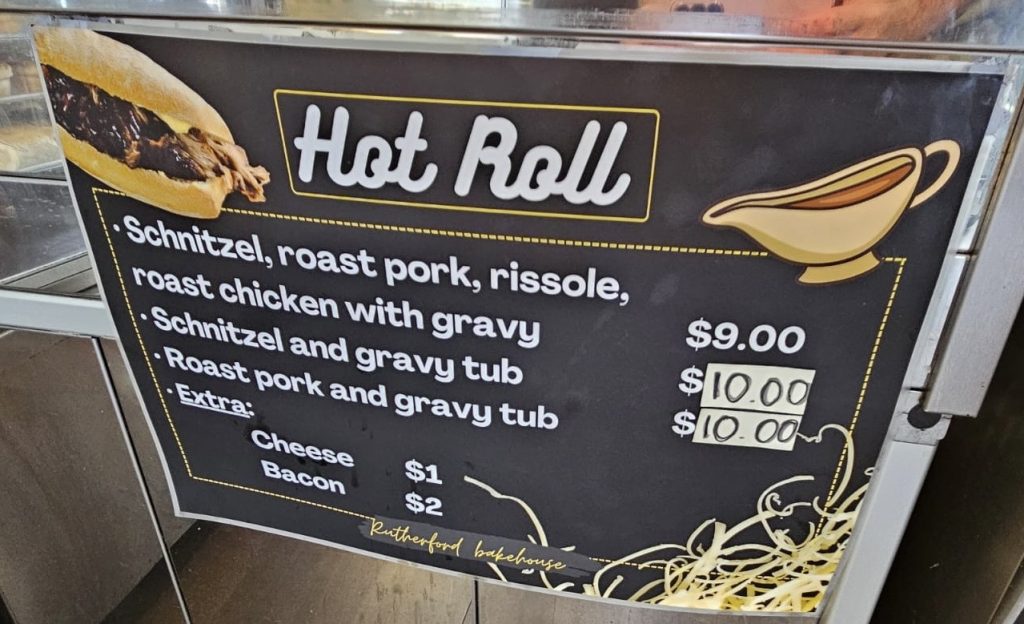 Hot Roll
· Schnitzel, roast pork, rissole,
roast chicken with gravy $9.00
· Schnitzel and gravy tub $10.00
· Roast pork and gravy tub $10.00
· Extra:
Cheese $1
Bacon $2
Rutherford bakehouse